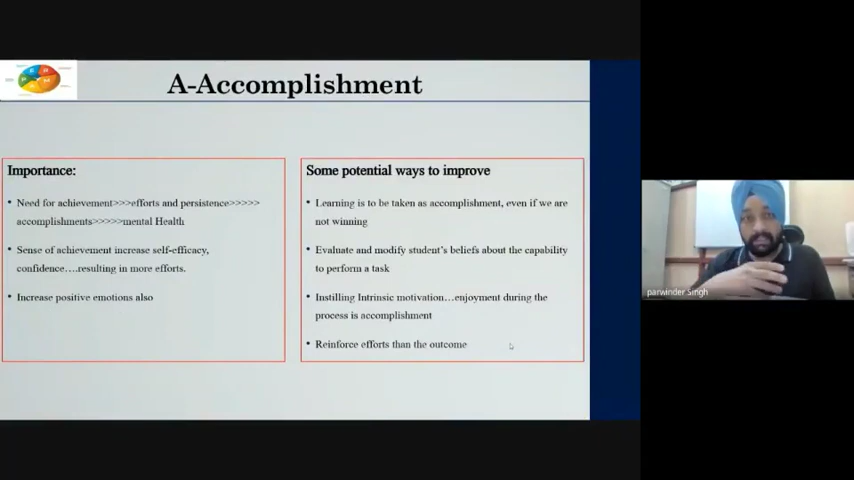 A-Accomplishment
Importance:
• Need for achievement>>>efforts and persistence>>>>>
accomplishments>>>>>mental Health
• Sense of achievement increase self-efficacy,
confidence….resulting in more efforts.
• Increase positive emotions also
Some potential ways to improve
• Learning is to be taken as accomplishment, even if we are
not winning
• Evaluate and modify student's beliefs about the capability
to perform a task
• Instilling Intrinsic motivation…enjoyment during the
process is accomplishment
• Reinforce efforts than the outcome
parwinder Singh